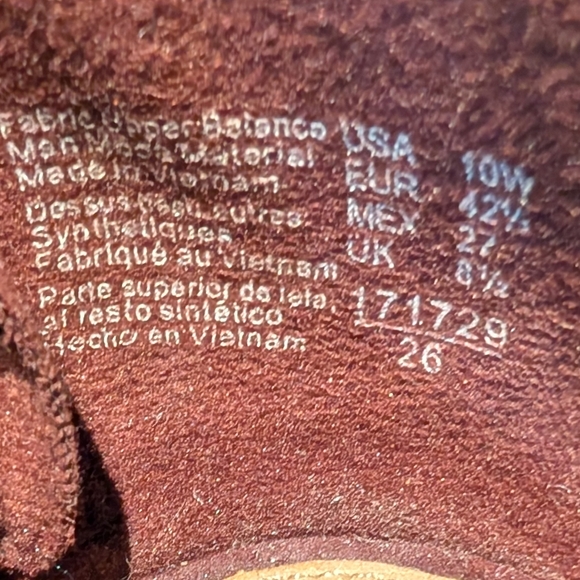 Fabric Upper Balance
Man Made Material
Made in Vietnam
Dessus
Synthetiques
Fabriqué au Vietnam
Parte superior de tela,
al resto sintético
Hecho en Vietnam
USA 10W
EUR 42½
MEX 27
UK 8½
171729
26